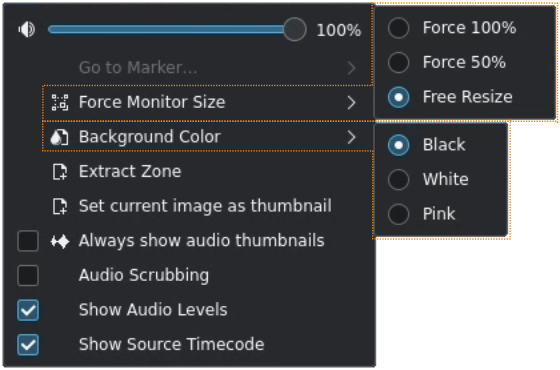 100%
Go to Marker...
Force Monitor Size
Background Color
Extract Zone
Set current image as thumbnail
Always show audio thumbnails
Audio Scrubbing
Show Audio Levels
Show Source Timecode
Force 100%
Force 50%
Free Resize
Black
White
Pink